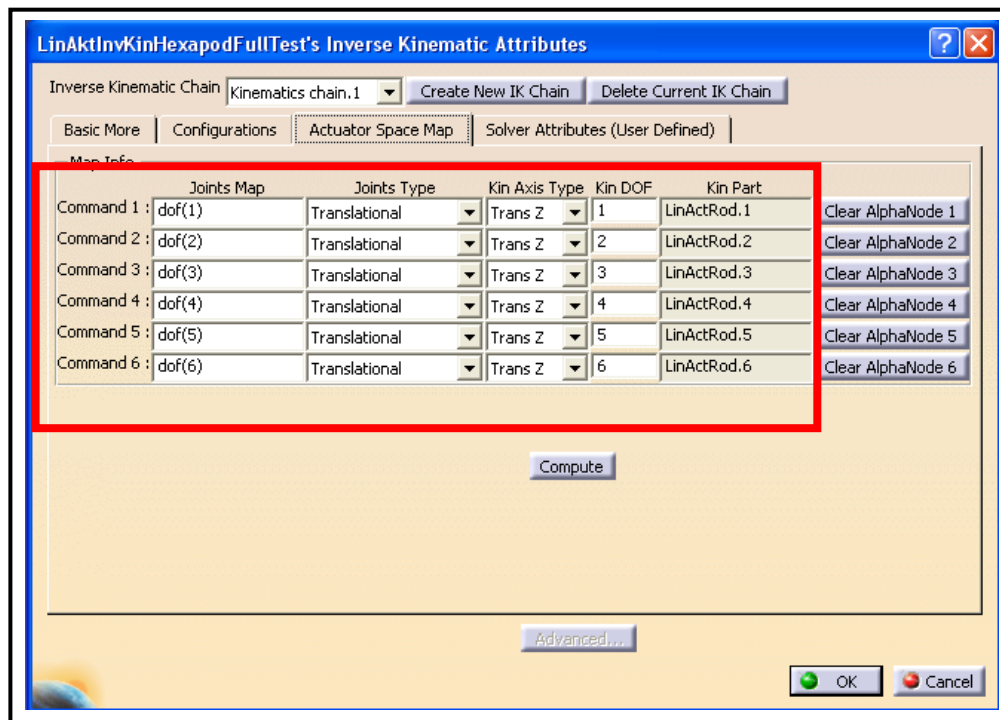 LinAktInvKinHexapodFullTest's Inverse Kinematic Attributes
Inverse Kinematic Chain Kinematics chain.1 Create New IK Chain Delete Current IK Chain
Basic More Configurations Actuator Space Map Solver Attributes (User Defined)
Map Info
Joints Map Joints Type Kin Axis Type Kin DOF Kin Part
Command 1 : dof(1) Translational Trans Z 1 LinActRod.1 Clear AlphaNode 1
Command 2 : dof(2) Translational Trans Z 2 LinActRod.2 Clear AlphaNode 2
Command 3 : dof(3) Translational Trans Z 3 LinActRod.3 Clear AlphaNode 3
Command 4 : dof(4) Translational Trans Z 4 LinActRod.4 Clear AlphaNode 4
Command 5 : dof(5) Translational Trans Z 5 LinActRod.5 Clear AlphaNode 5
Command 6 : dof(6) Translational Trans Z 6 LinActRod.6 Clear AlphaNode 6
Compute
Advanced...
OK Cancel